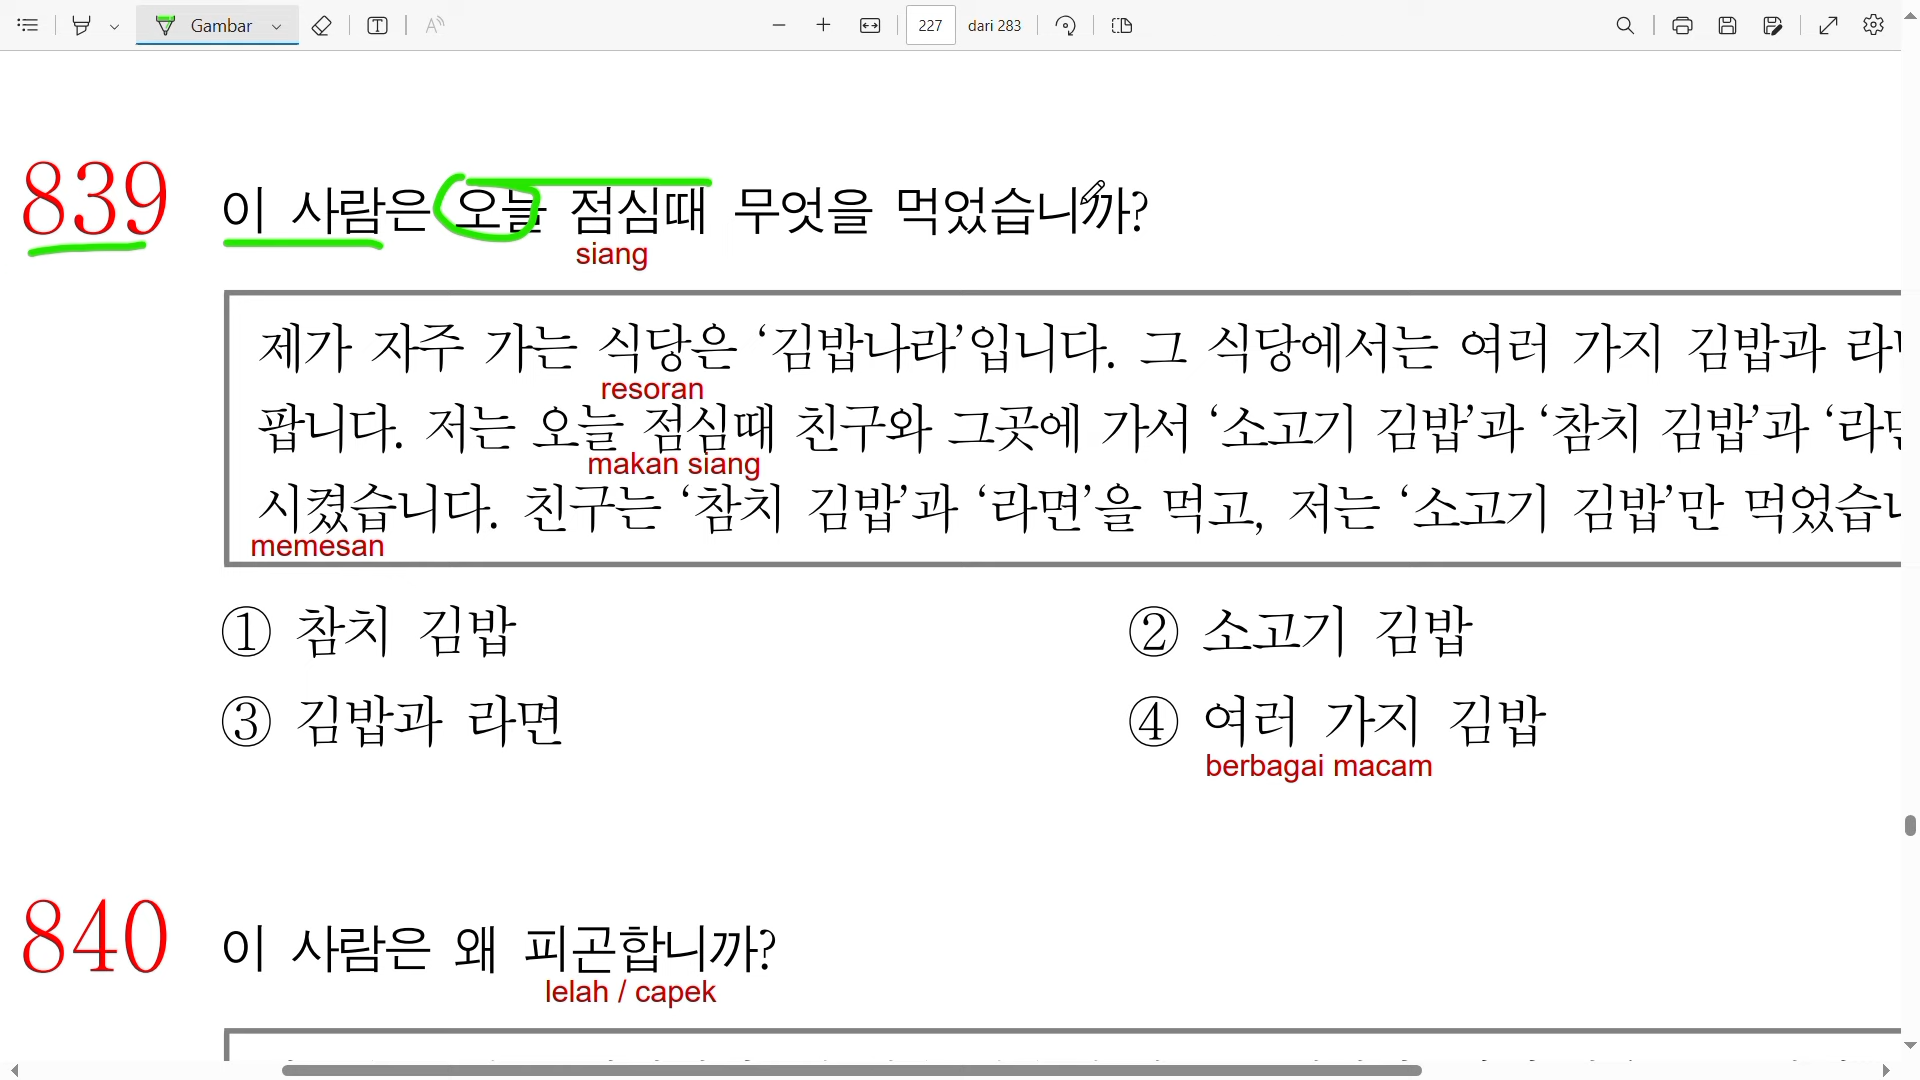 Gambar
227 dari 283
839 이 사람은 오늘 점심때 무엇을 먹었습니까?
siang
제가 자주 가는 식당은 ‘김밥나라’입니다. 그 식당에서는 여러 가지 김밥과
resoran
팝니다. 저는 오늘 점심때 친구와 그곳에 가서 ‘소고기 김밥’과 ‘참치 김밥’과
makan siang
시켰습니다. 친구는 ‘참치 김밥’과 ‘라면’을 먹고, 저는 ‘소고기 김밥’만
memesan
① 참치 김밥 ② 소고기 김밥
③ 김밥과 라면 ④ 여러 가지 김밥
berbagai macam
840 이 사람은 왜 피곤합니까?
lelah / capek